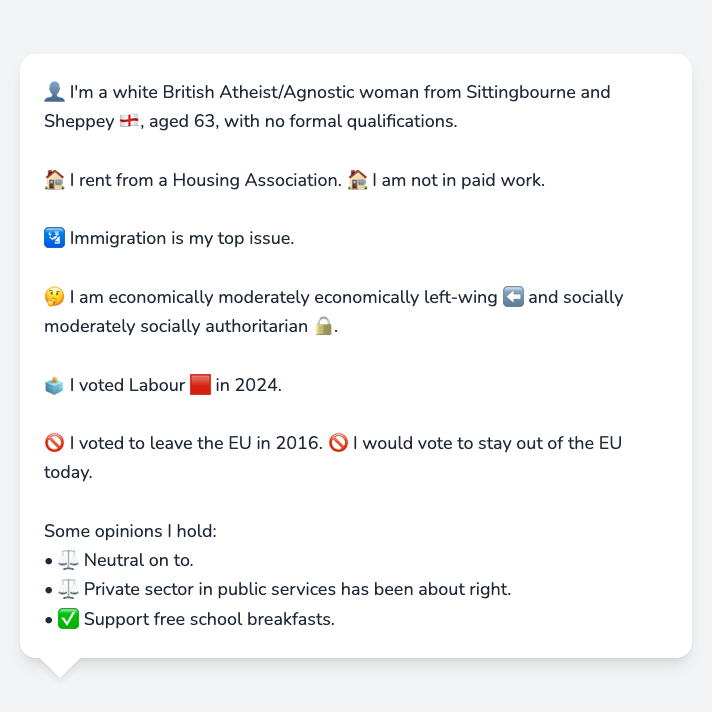 👤 I'm a white British Atheist/Agnostic woman from Sittingbourne and
Sheppey 🏴󠁧󠁢󠁥󠁮󠁧󠁿, aged 63, with no formal qualifications.
🏠 I rent from a Housing Association. 🏠 I am not in paid work.
🛂 Immigration is my top issue.
🤔 I am economically moderately economically left-wing ⬅️ and socially
moderately socially authoritarian 🔒.
🗳️ I voted Labour 🟥 in 2024.
🚫 I voted to leave the EU in 2016. 🚫 I would vote to stay out of the EU
today.
Some opinions I hold:
• ⚖️ Neutral on to.
• ⚖️ Private sector in public services has been about right.
• ✅ Support free school breakfasts.